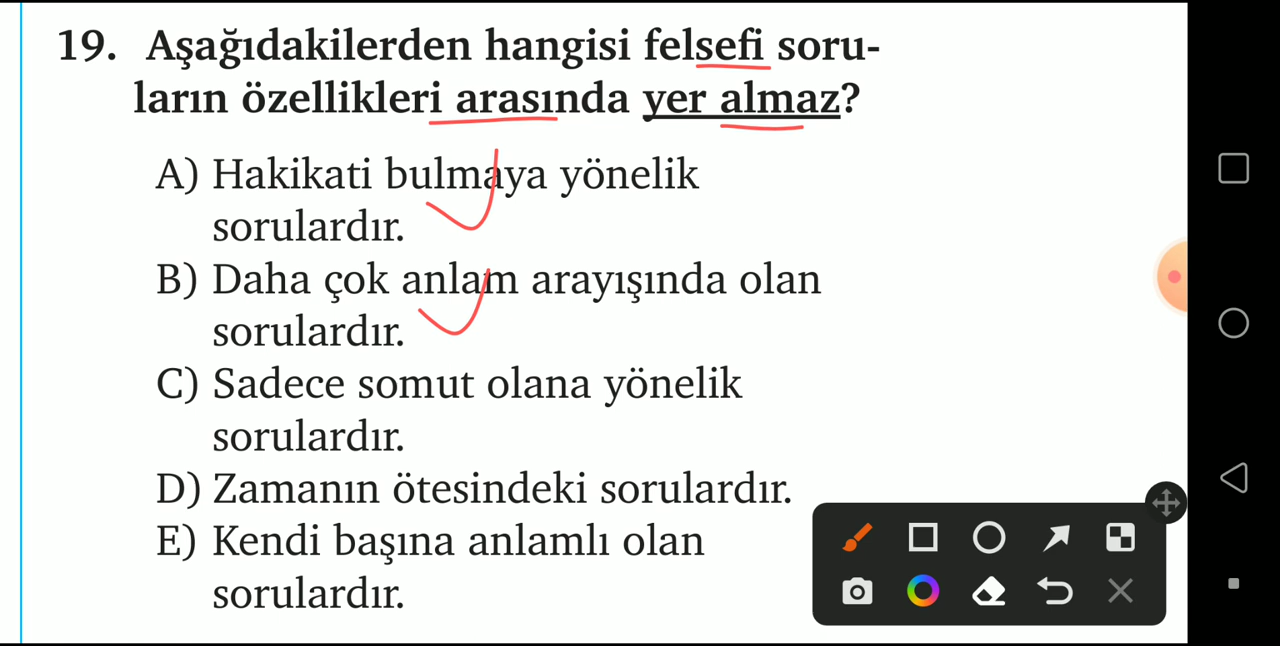 19. Aşağıdakilerden hangisi felsefi soru-
ların özellikleri arasında yer almaz?
A) Hakikati bulmaya yönelik
sorulardır.
B) Daha çok anlam arayışında olan
sorulardır.
C) Sadece somut olana yönelik
sorulardır.
D) Zamanın ötesindeki sorulardır.
E) Kendi başına anlamlı olan
sorulardır.